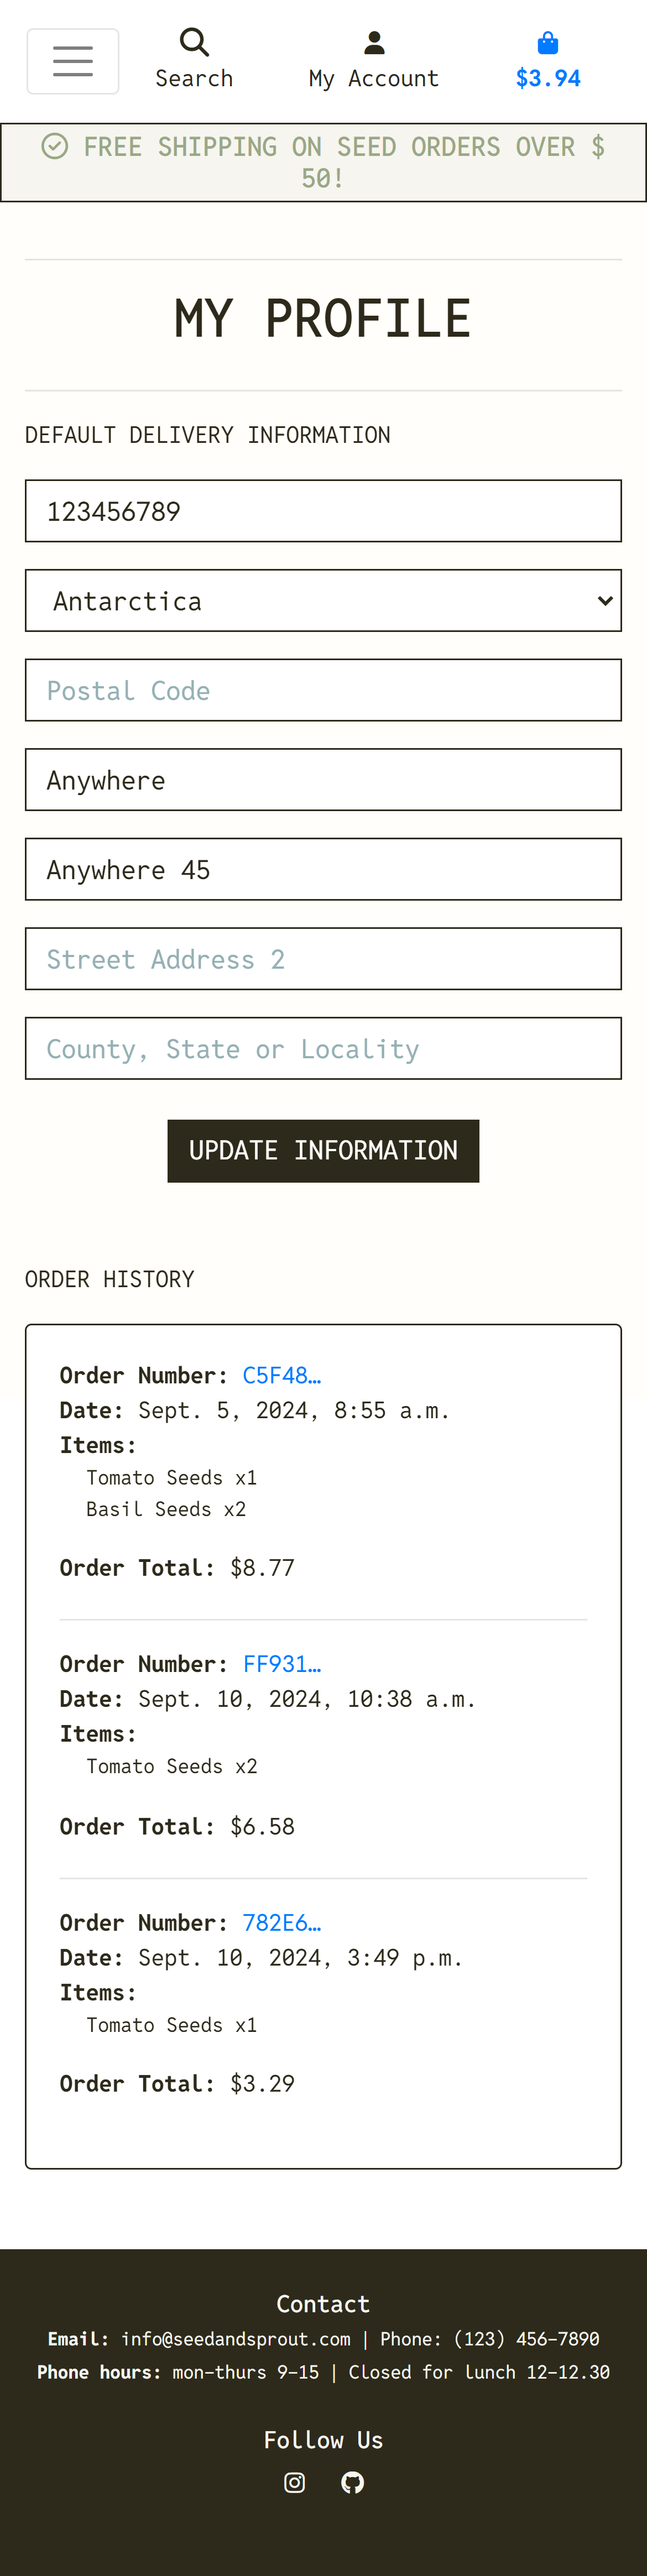 Search
My Account
$3.94
FREE SHIPPING ON SEED ORDERS OVER $
50!
MY PROFILE
DEFAULT DELIVERY INFORMATION
123456789
Antarctica
Postal Code
Anywhere
Anywhere 45
Street Address 2
County, State or Locality
UPDATE INFORMATION
ORDER HISTORY
Order Number: C5F48…
Date: Sept. 5, 2024, 8:55 a.m.
Items:
Tomato Seeds x1
Basil Seeds x2
Order Total: $8.77
Order Number: FF931…
Date: Sept. 10, 2024, 10:38 a.m.
Items:
Tomato Seeds x2
Order Total: $6.58
Order Number: 782E6…
Date: Sept. 10, 2024, 3:49 p.m.
Items:
Tomato Seeds x1
Order Total: $3.29
Contact
Email: info@seedandsprout.com | Phone: (123) 456-7890
Phone hours: mon-thurs 9-15 | Closed for lunch 12-12.30
Follow Us